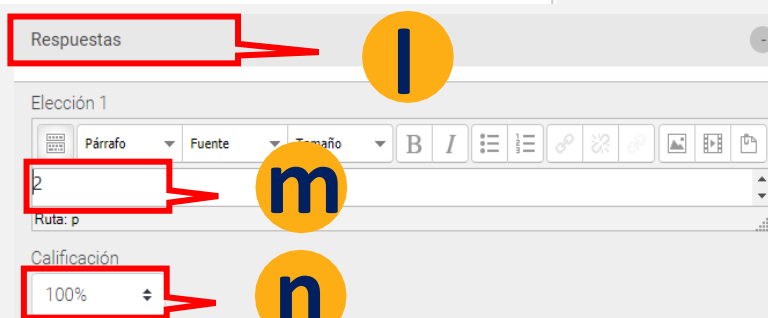 Respuestas
l
-
Elección 1
Párrafo Fuente Tamaño B I
2
m
Ruta: p
Calificación
100%
n